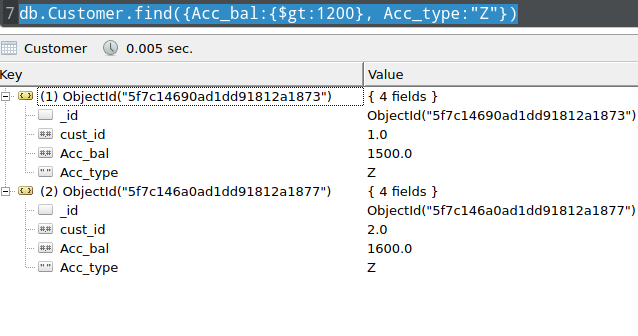 7 db.Customer.find({Acc_bal:{$gt:1200}, Acc_type:"Z"})
Customer 0.005 sec.
Key Value
(1) ObjectId("5f7c14690ad1dd91812a1873") { 4 fields }
_id ObjectId("5f7c14690ad1dd91812a1873")
## cust_id 1.0
## Acc_bal 1500.0
"" Acc_type Z
(2) ObjectId("5f7c146a0ad1dd91812a1877") { 4 fields }
_id ObjectId("5f7c146a0ad1dd91812a1877")
## cust_id 2.0
## Acc_bal 1600.0
"" Acc_type Z